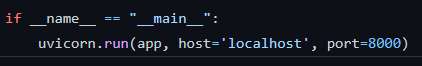 if __name__ == "__main__":
    uvicorn.run(app, host='localhost', port=8000)